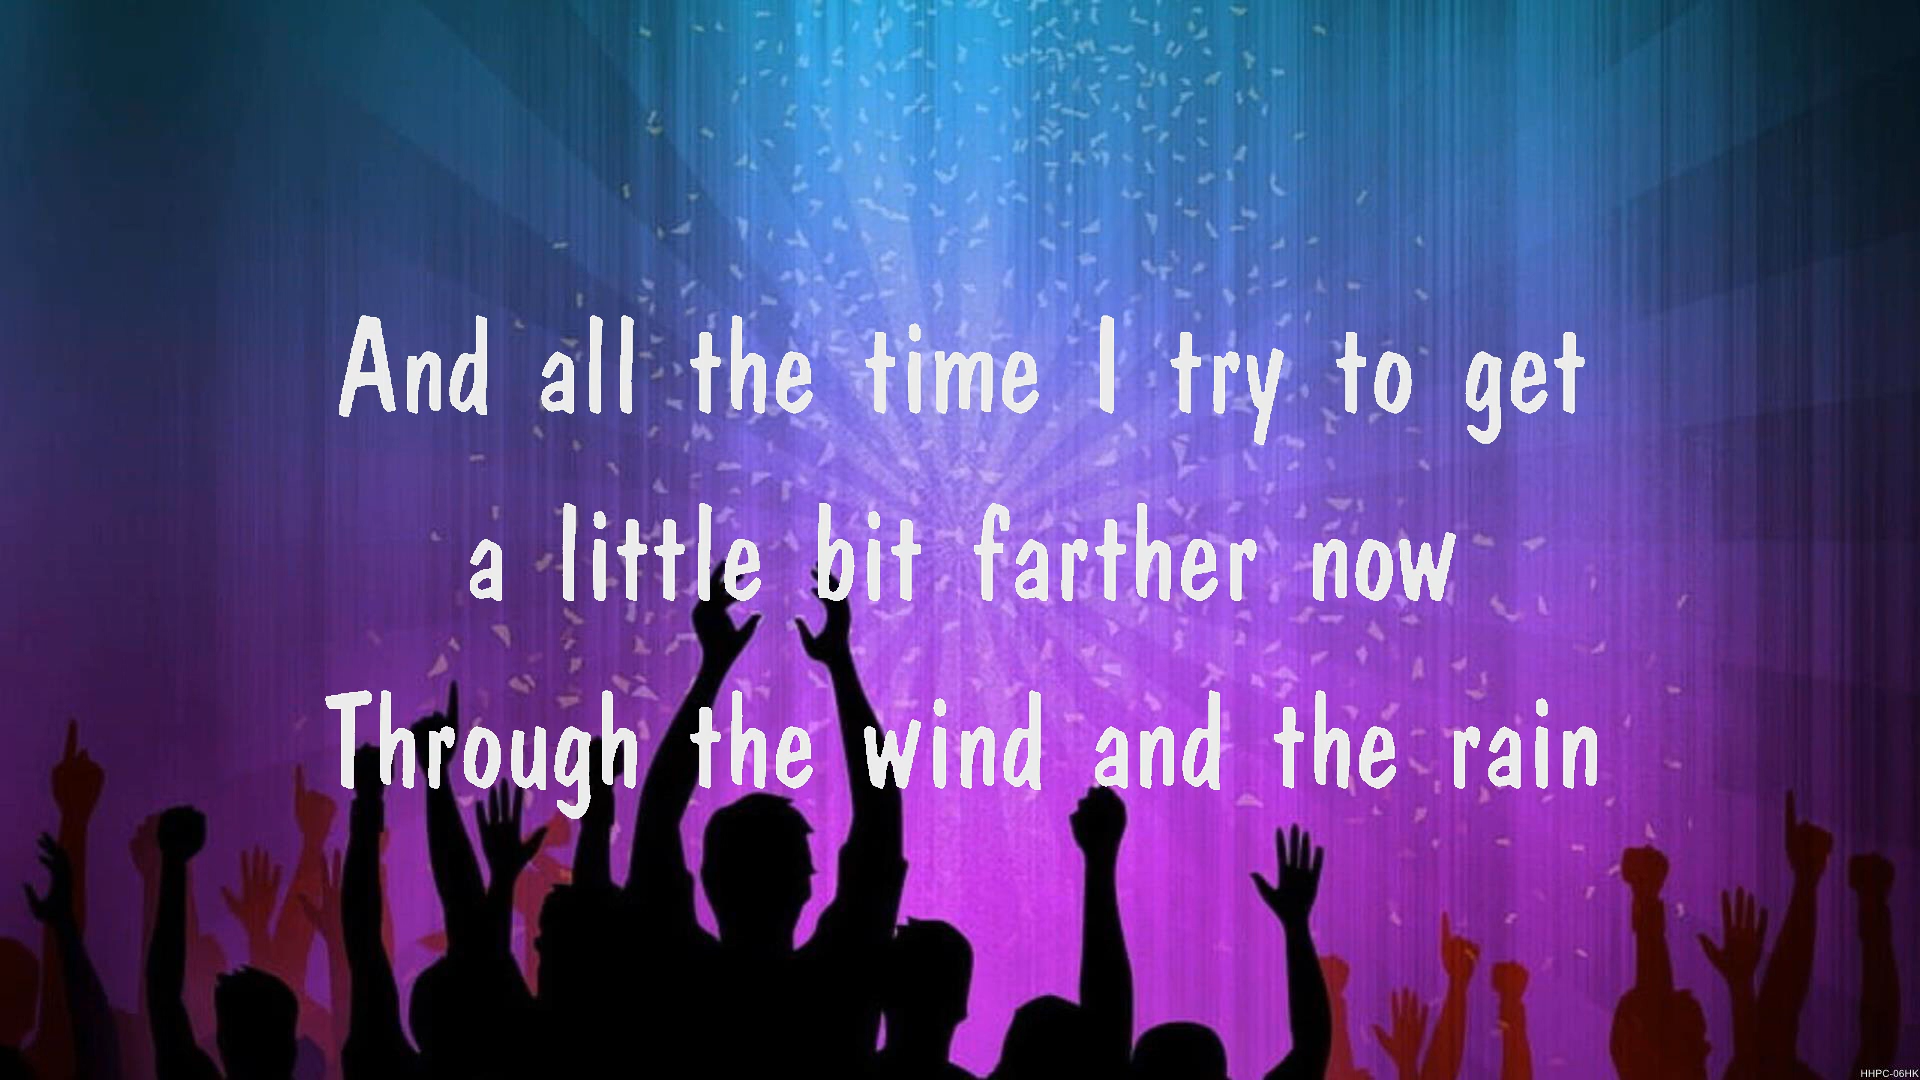 And all the time I try to get
a little bit farther now
Through the wind and the rain
HHPC-06HK